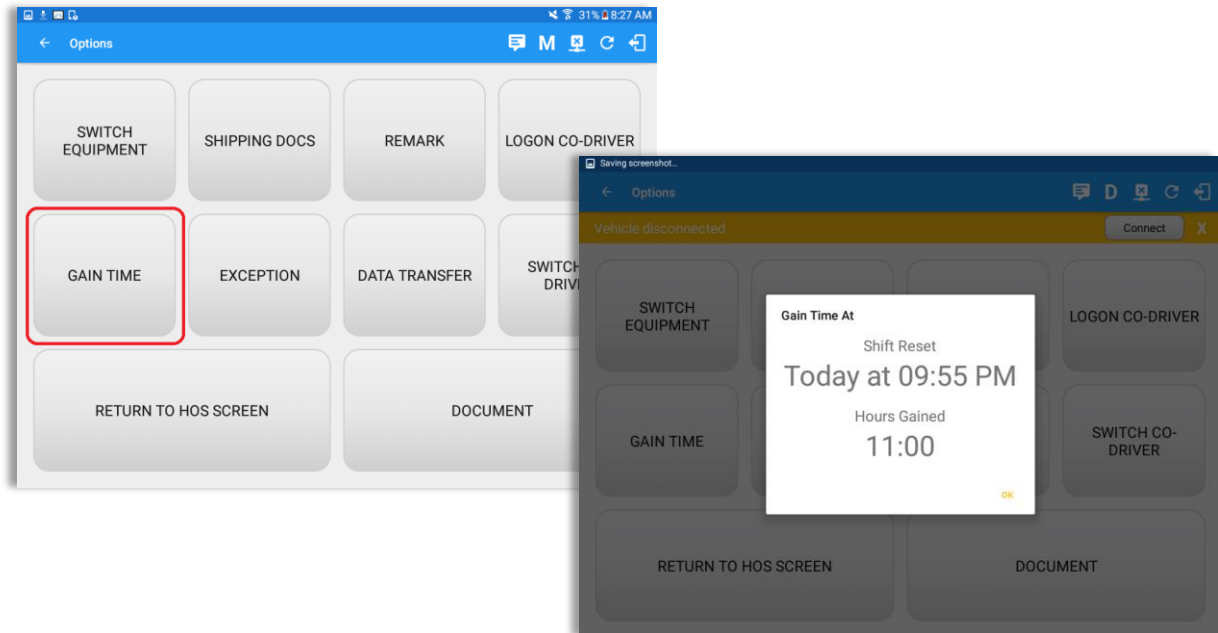 31% 8:27 AM
Options
M
SWITCH
EQUIPMENT
SHIPPING DOCS
REMARK
LOGON CO-DRIVER
GAIN TIME
EXCEPTION
DATA TRANSFER
SWITCH
DRIV
RETURN TO HOS SCREEN
DOCUMENT
Saving screenshot...
Options
D
Vehicle disconnected
Connect
X
SWITCH
EQUIPMENT
LOGON CO-DRIVER
GAIN TIME
SWITCH CO-
DRIVER
RETURN TO HOS SCREEN
DOCUMENT
Gain Time At
Shift Reset
Today at 09:55 PM
Hours Gained
11:00
OK